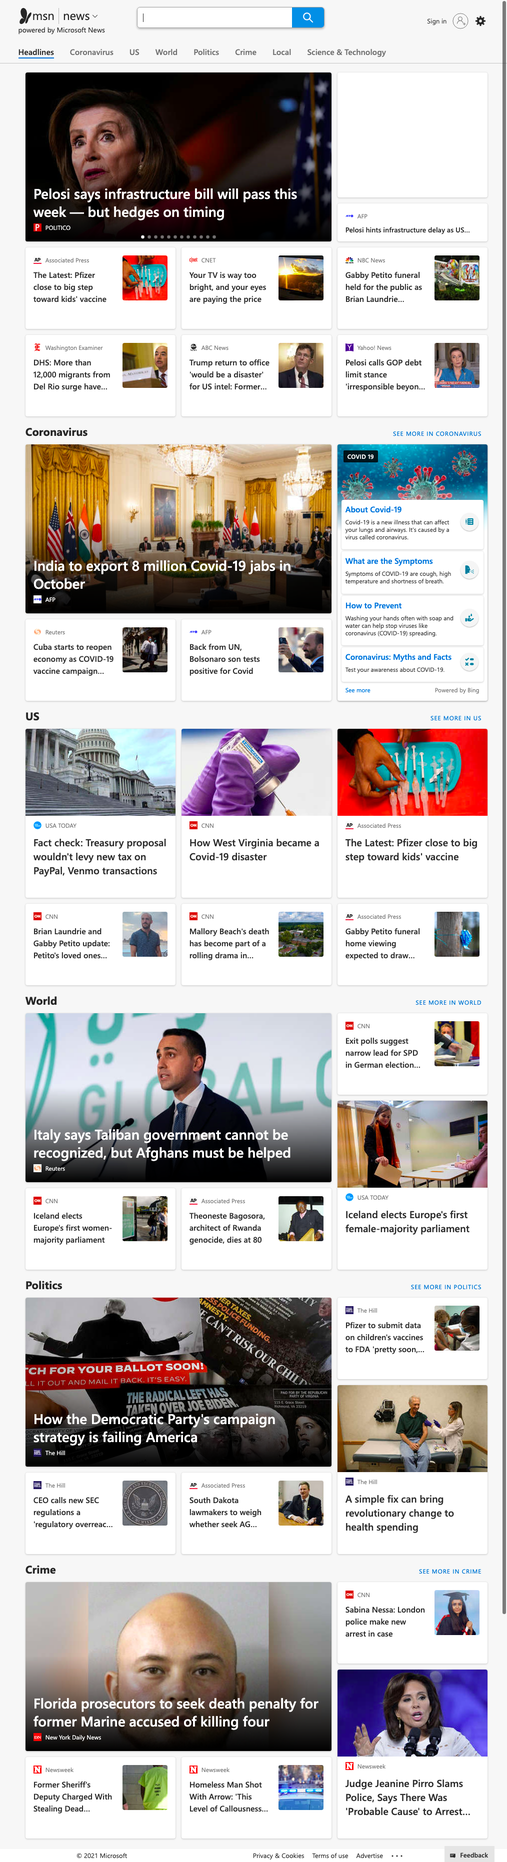 msn | news
powered by Microsoft News
Sign in
Headlines Coronavirus US World Politics Crime Local Science & Technology
Pelosi says infrastructure bill will pass this
week — but hedges on timing
POLITICO
AFP
Pelosi hints infrastructure delay as US...
Associated Press
The Latest: Pfizer
close to big step
toward kids' vaccine
CNET
Your TV is way too
bright, and your eyes
are paying the price
NBC News
Gabby Petito funeral
held for the public as
Brian Laundrie...
Washington Examiner
DHS: More than
12,000 migrants from
Del Rio surge have...
ABC News
Trump return to office
'would be a disaster'
for US intel: Former...
Yahoo! News
Pelosi calls GOP debt
limit stance
'irresponsible beyon...
Coronavirus
SEE MORE IN CORONAVIRUS
India to export 8 million Covid-19 jabs in
October
AFP
COVID 19
About Covid-19
Covid-19 is a new illness that can affect
your lungs and airways. It's caused by a
virus called coronavirus.
What are the Symptoms
Symptoms of COVID-19 are cough, high
temperature and shortness of breath.
How to Prevent
Washing your hands often with soap and
water can help stop viruses like
coronavirus (COVID-19) spreading.
Coronavirus: Myths and Facts
Test your awareness about COVID-19.
See more
Powered by Bing
Reuters
Cuba starts to reopen
economy as COVID-19
vaccine campaign...
AFP
Back from UN,
Bolsonaro son tests
positive for Covid
US
SEE MORE IN US
USA TODAY
Fact check: Treasury proposal
wouldn't levy new tax on
PayPal, Venmo transactions
CNN
How West Virginia became a
Covid-19 disaster
Associated Press
The Latest: Pfizer close to big
step toward kids' vaccine
CNN
Brian Laundrie and
Gabby Petito update:
Petito's loved ones...
CNN
Mallory Beach's death
has become part of a
rolling drama in...
Associated Press
Gabby Petito funeral
home viewing
expected to draw...
World
SEE MORE IN WORLD
GLOBAL
Italy says Taliban government cannot be
recognized, but Afghans must be helped
Reuters
CNN
Exit polls suggest
narrow lead for SPD
in German election...
USA TODAY
Iceland elects Europe's first
female-majority parliament
CNN
Iceland elects
Europe's first women-
majority parliament
Associated Press
Theoneste Bagosora,
architect of Rwanda
genocide, dies at 80
Politics
SEE MORE IN POLITICS
TCH FOR YOUR BALLOT SOON!
LL IT OUT AND MAIL IT BACK, IT'S EASY.
THE RADICAL LEFT HAS
TAKEN OVER JOE BIDEN.
How the Democratic Party's campaign
strategy is failing America
The Hill
The Hill
Pfizer to submit data
on children's vaccines
to FDA 'pretty soon,...
The Hill
A simple fix can bring
revolutionary change to
health spending
The Hill
CEO calls new SEC
regulations a
'regulatory overreac...
Associated Press
South Dakota
lawmakers to weigh
whether seek AG...
Crime
SEE MORE IN CRIME
Florida prosecutors to seek death penalty for
former Marine accused of killing four
New York Daily News
CNN
Sabina Nessa: London
police make new
arrest in case
Newsweek
Judge Jeanine Pirro Slams
Police, Says There Was
'Probable Cause' to Arrest...
Newsweek
Former Sheriff's
Deputy Charged With
Stealing Dead...
Newsweek
Homeless Man Shot
With Arrow: 'This
Level of Callousness...
© 2021 Microsoft
Privacy & Cookies Terms of use Advertise •••
Feedback